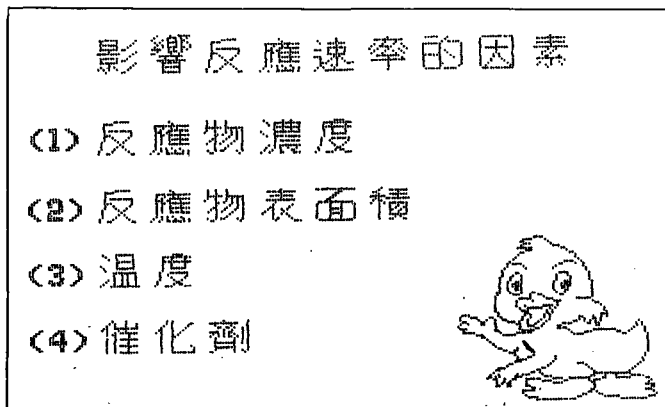 影響反應速率的因素
(1) 反應物濃度
(2) 反應物表面積
(3) 温度
(4) 催化劑